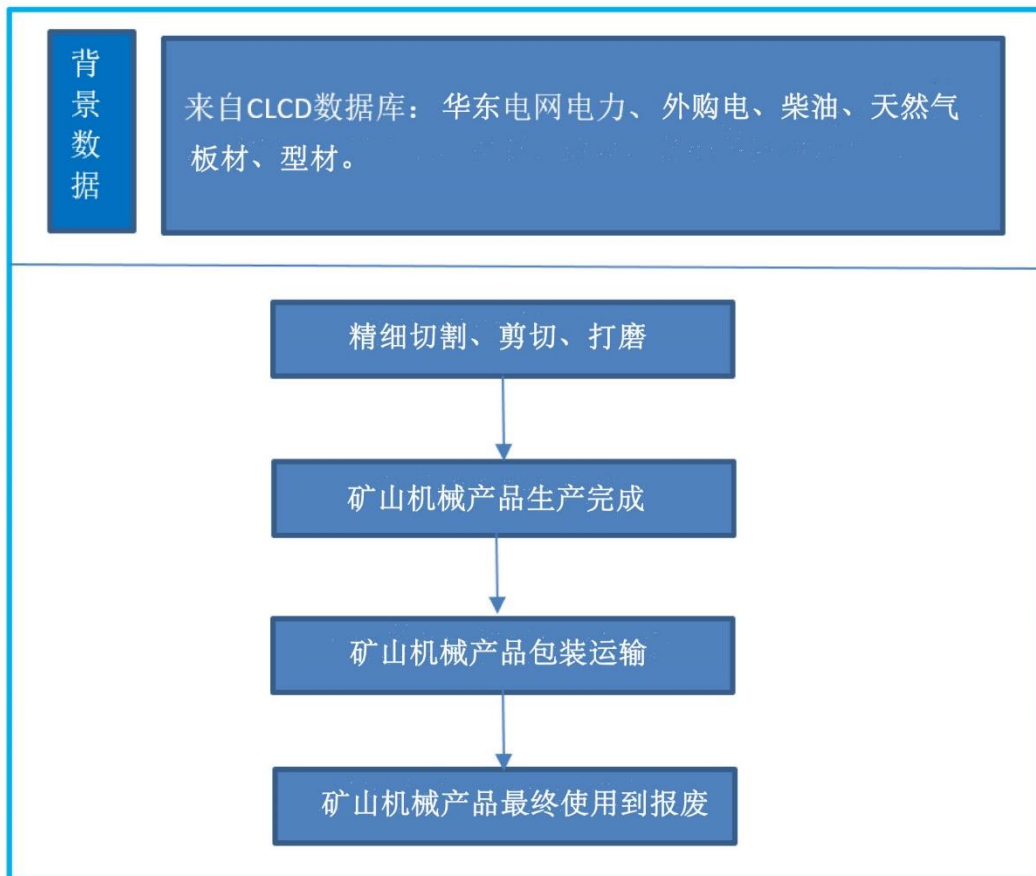 背景数据
来自CLCD数据库：华东电网电力、外购电、柴油、天然气
板材、型材。
精细切割、剪切、打磨
矿山机械产品生产完成
矿山机械产品包装运输
矿山机械产品最终使用到报废